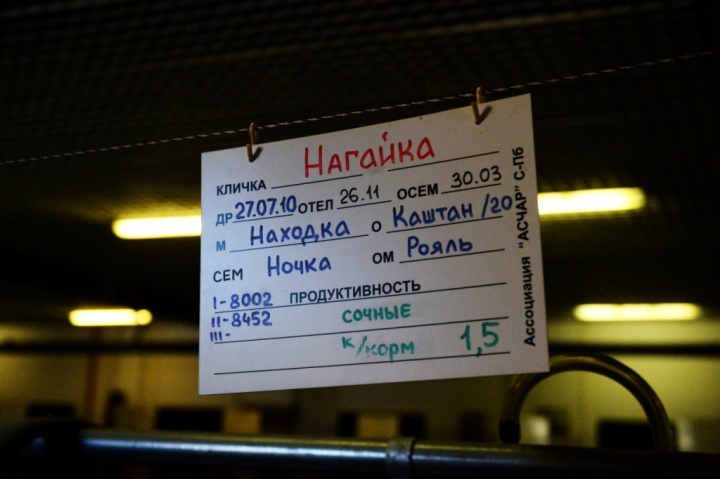 КЛИЧКА НАГАЙКА
ДР 27.07.10 ОТЕЛ 26.11 ОСЕМ 30.03
М Находка О Каштан /20
СЕМ Ночка ОМ Рояль
I-8002 ПРОДУКТИВНОСТЬ
II-8452 СОЧНЫЕ
III-
к/корм 1,5
Ассоциация "АСЧАР" С-Пб